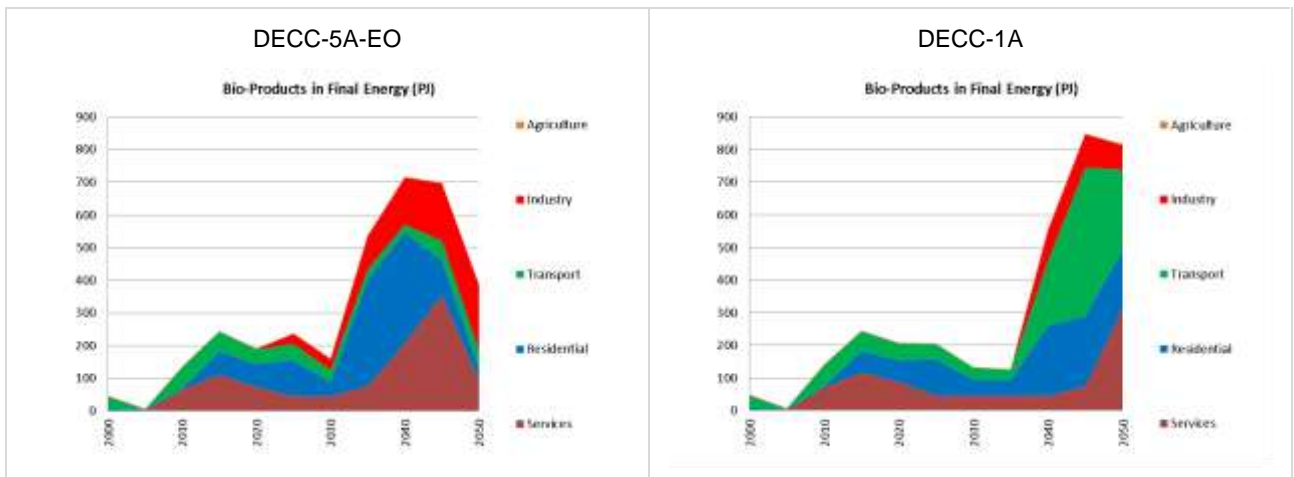 DECC-5A-EO
Bio-Products in Final Energy (PJ)
900
800
700
600
500
400
300
200
100
0
2000
2010
2020
2030
2040
2050
Agriculture
Industry
Transport
Residential
Services
DECC-1A
Bio-Products in Final Energy (PJ)
900
800
700
600
500
400
300
200
100
0
2000
2010
2020
2030
2040
2050
Agriculture
Industry
Transport
Residential
Services